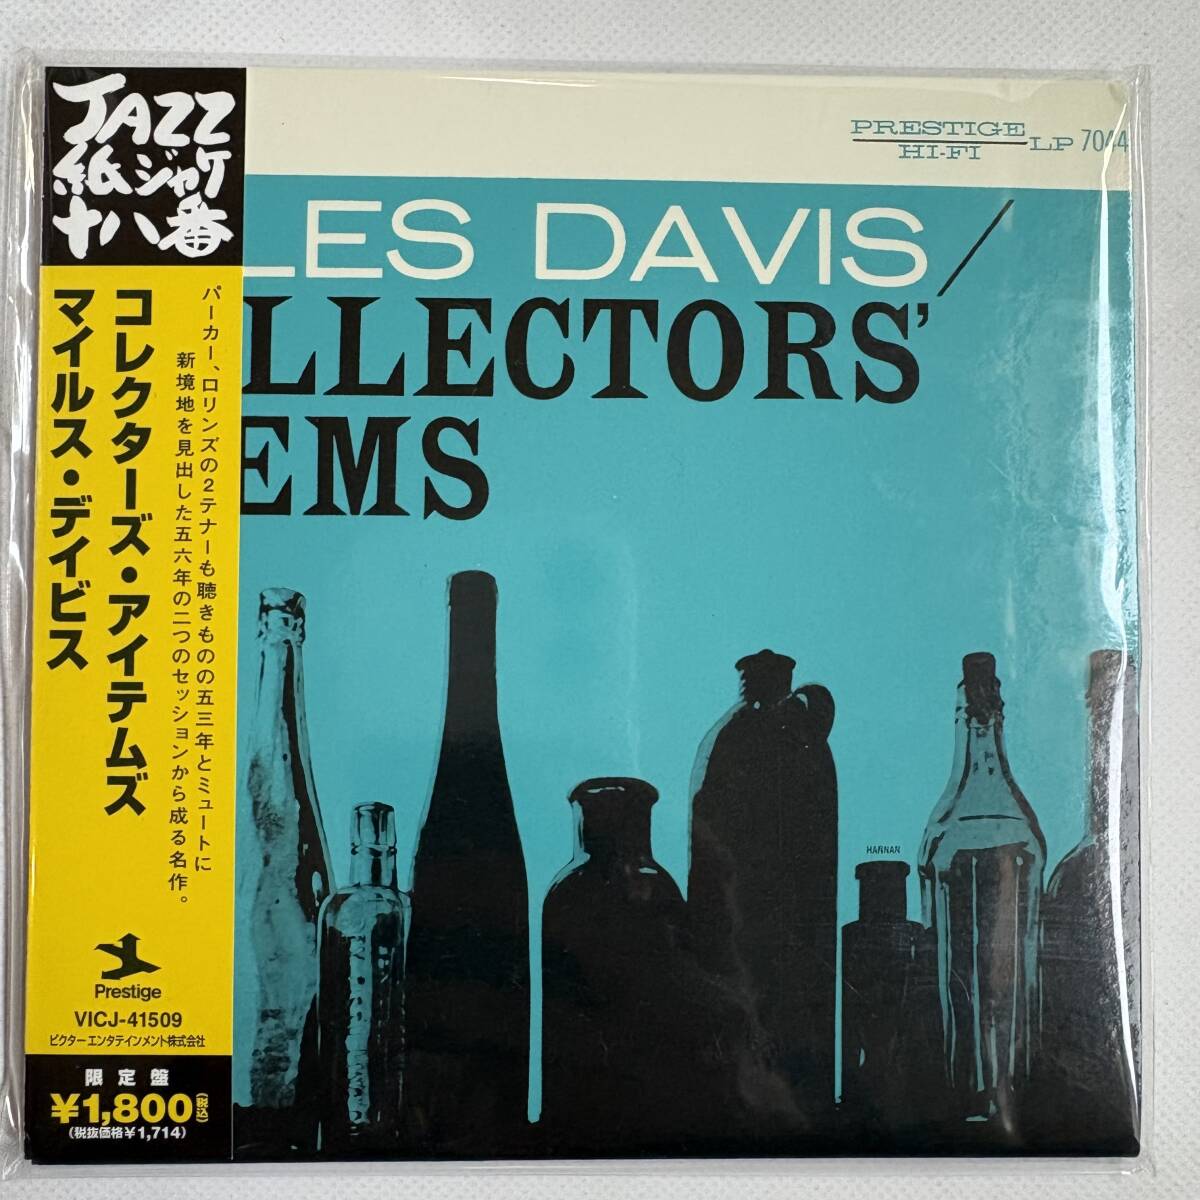 JAZZ
紙ジャケ
十八番
コレクターズ・アイテムズ
マイルス・デイビス
パーカー、ロリンズの2テナーも聴きものの五三年とミュートに
新境地を見出した五六年の二つのセッションから成る名作。
Prestige
VICJ-41509
ビクターエンタテインメント株式会社
限定盤
¥1,800(税込)
(税抜価格¥1,714)
PRESTIGE LP 7044
HI-FI
LES DAVIS/
LLECTORS'
EMS
HANNAN